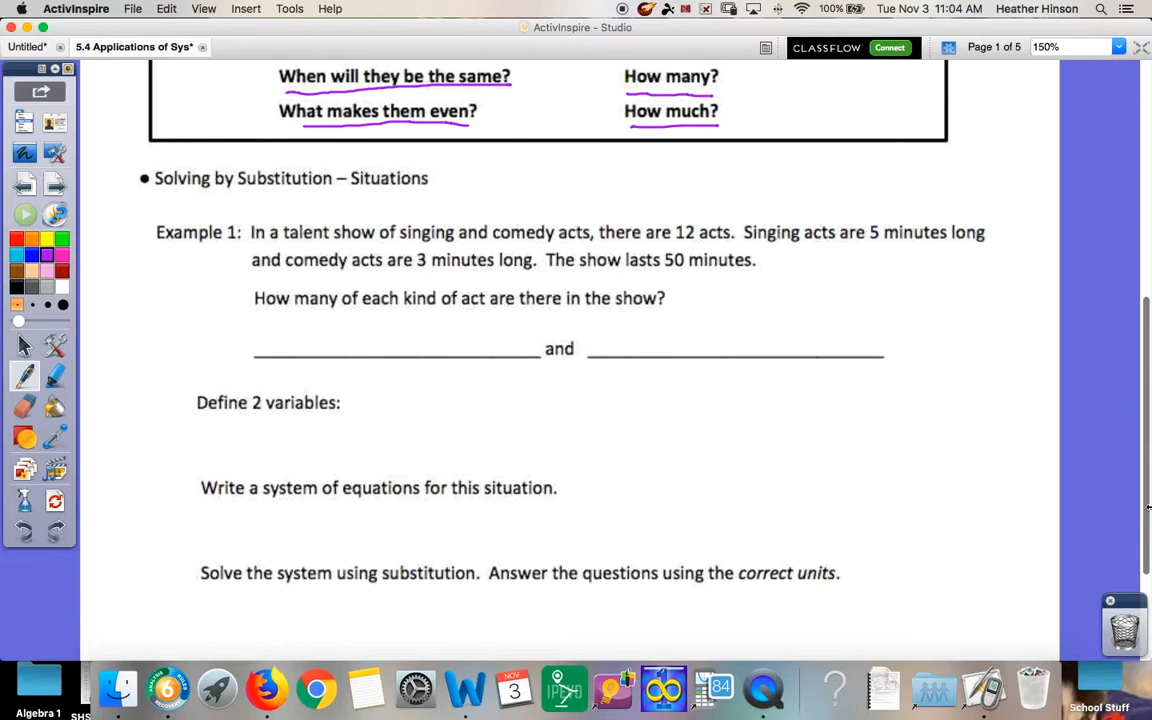 ActivInspire File Edit View Insert Tools Help 100% Tue Nov 3 11:04 AM Heather Hinson
ActivInspire - Studio
Untitled* 5.4 Applications of Sys* CLASSFLOW Connect Page 1 of 5 150%
When will they be the same? How many?
What makes them even? How much?
● Solving by Substitution – Situations
Example 1: In a talent show of singing and comedy acts, there are 12 acts. Singing acts are 5 minutes long
and comedy acts are 3 minutes long. The show lasts 50 minutes.
How many of each kind of act are there in the show?
and
Define 2 variables:
Write a system of equations for this situation.
Solve the system using substitution. Answer the questions using the correct units.
NOV
3
84
Algebra 1
SHS
School Stuff